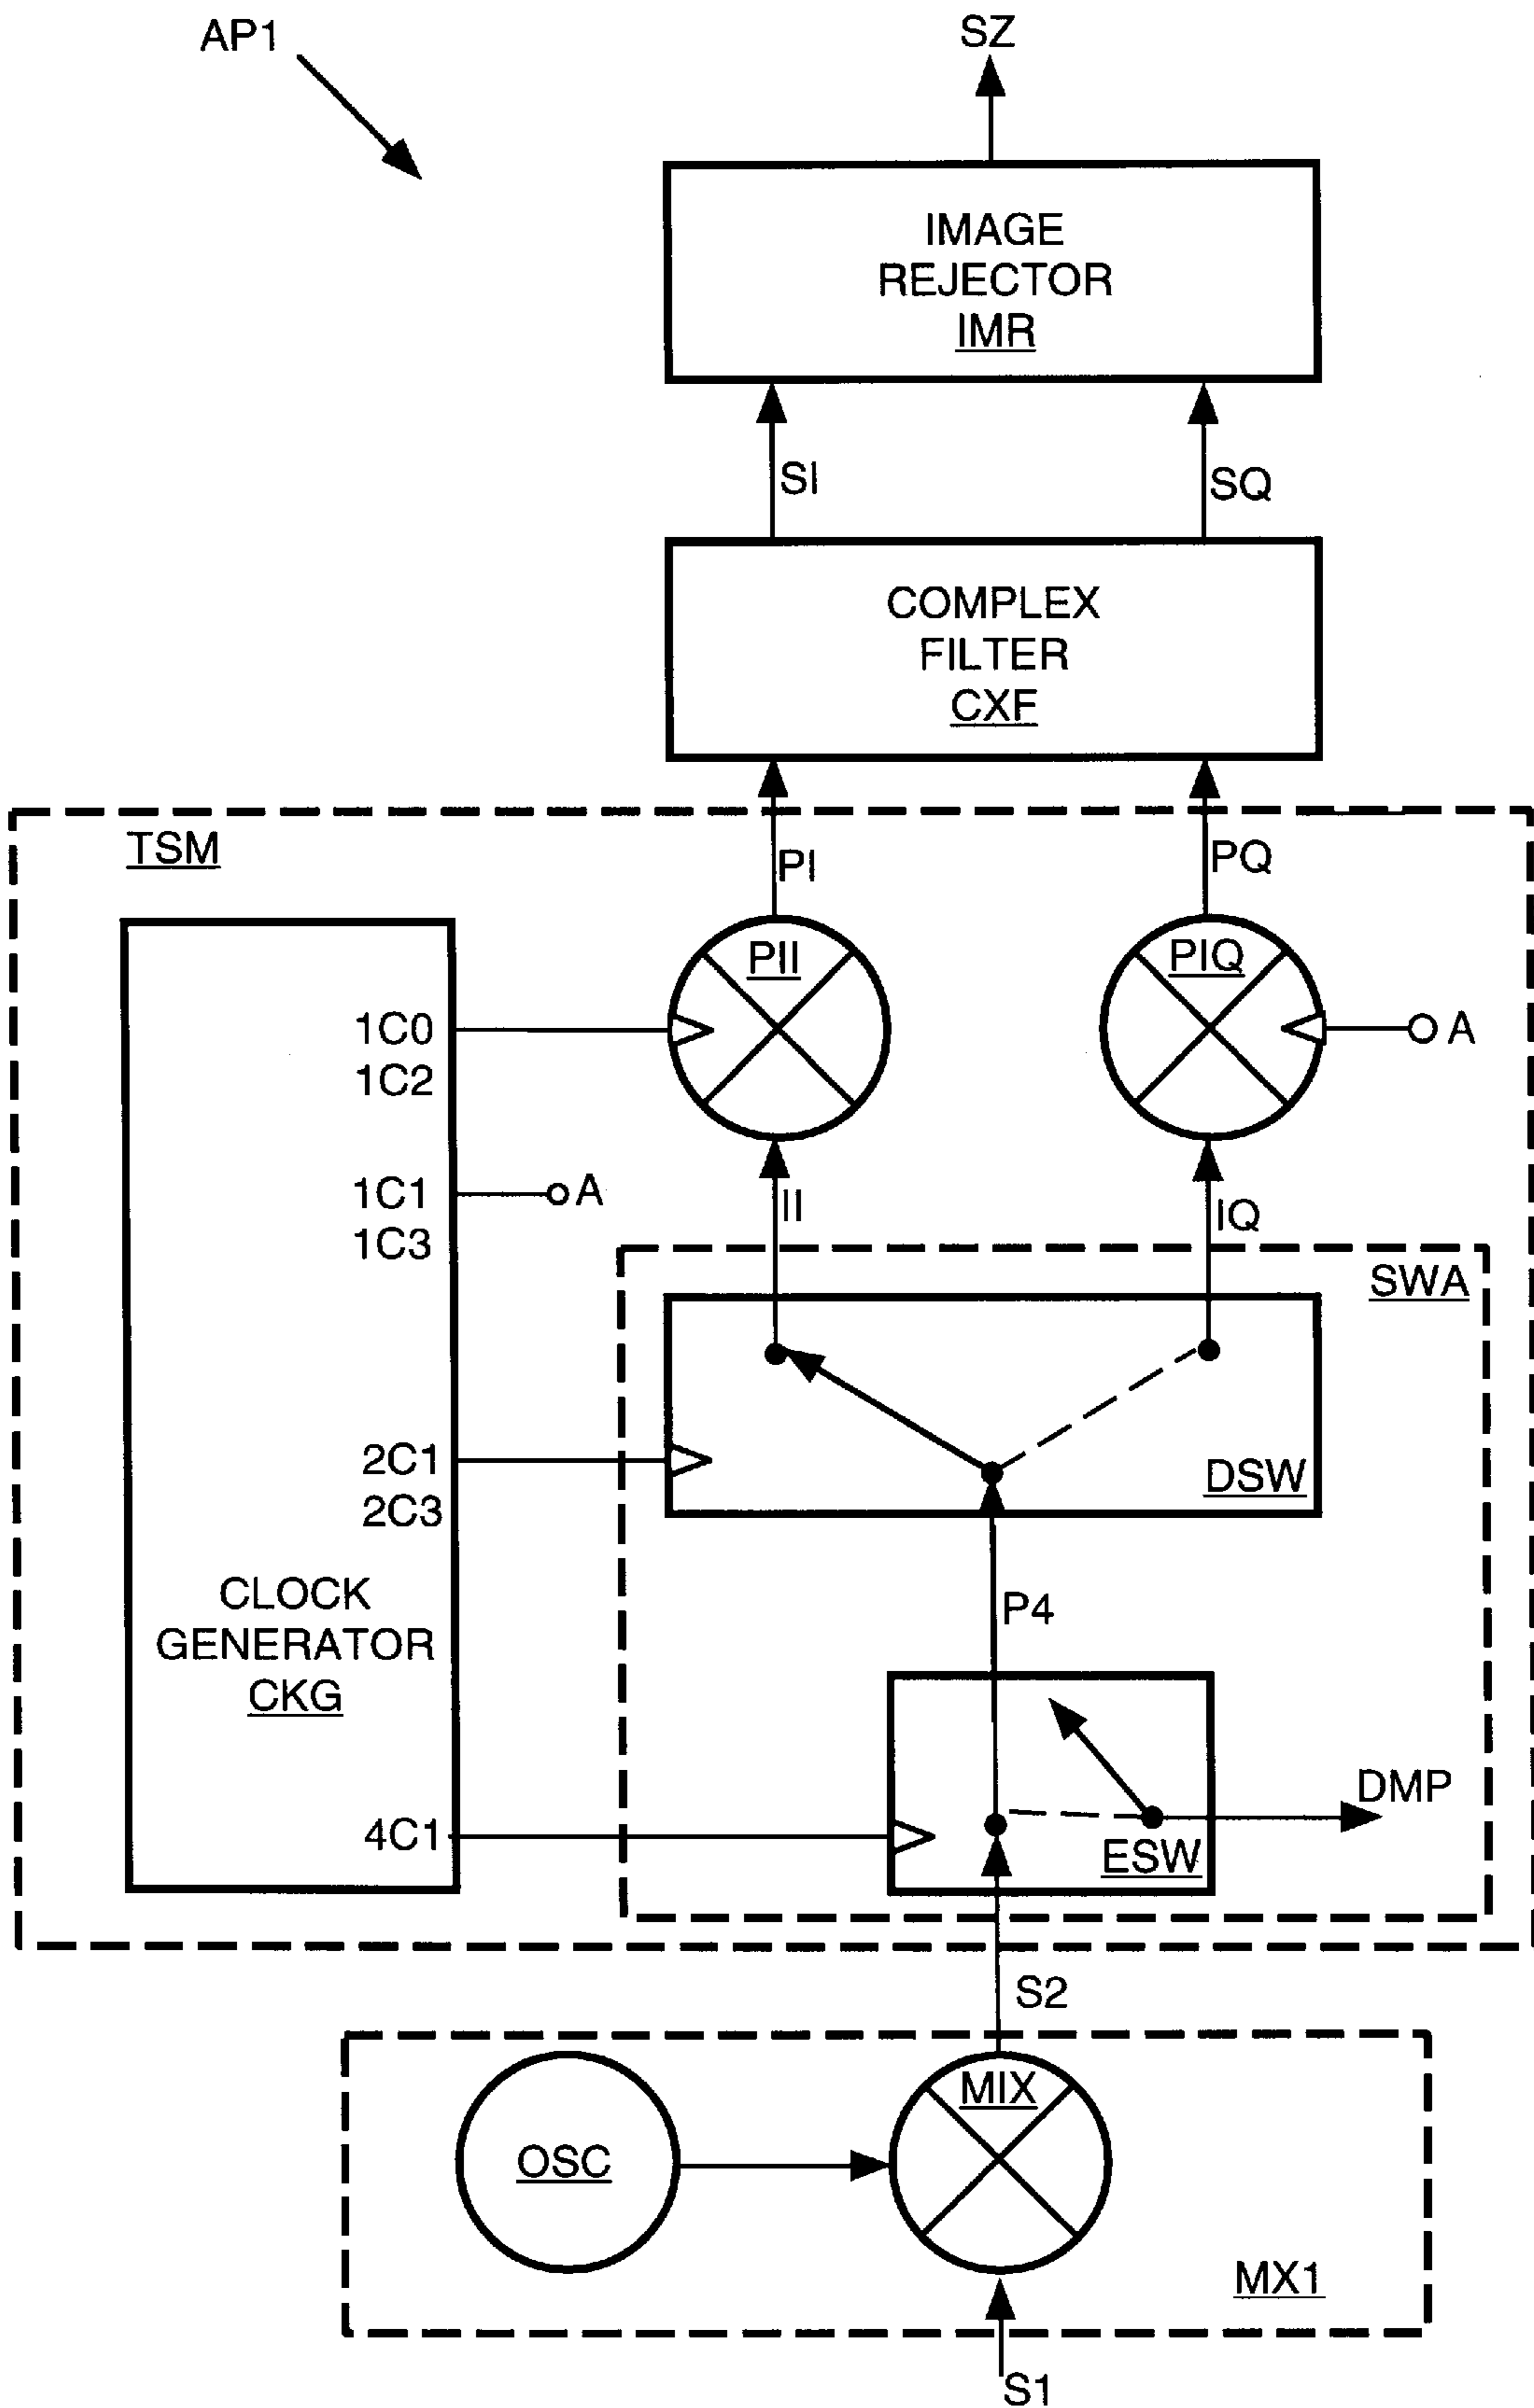 AP1
SZ
IMAGE
REJECTOR
IMR
SI
SQ
COMPLEX
FILTER
CXF
TSM
PI
PQ
PII
PIQ
1C0
1C2
A
1C1
1C3
A
II
IQ
SWA
2C1
2C3
DSW
CLOCK
GENERATOR
CKG
P4
4C1
DMP
ESW
S2
MIX
OSC
MX1
S1